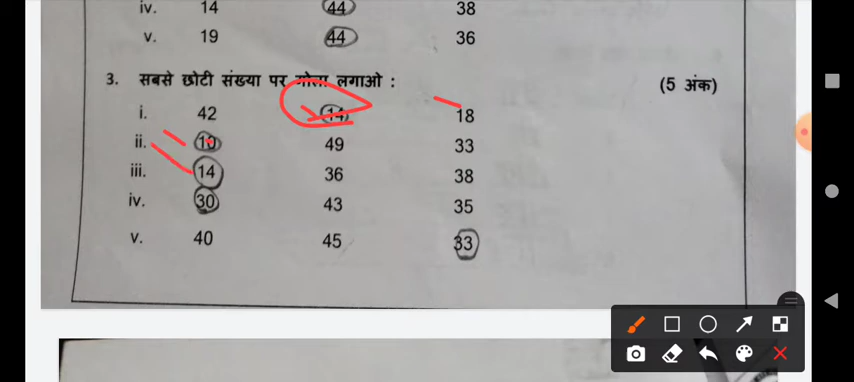 iv. 14 44 38
v. 19 44 36
3. सबसे छोटी संख्या पर गोला लगाओ : (5 अंक)
i. 42 14 18
ii. 49 33
iii. 14 36 38
iv. 30 43 35
v. 40 45 33